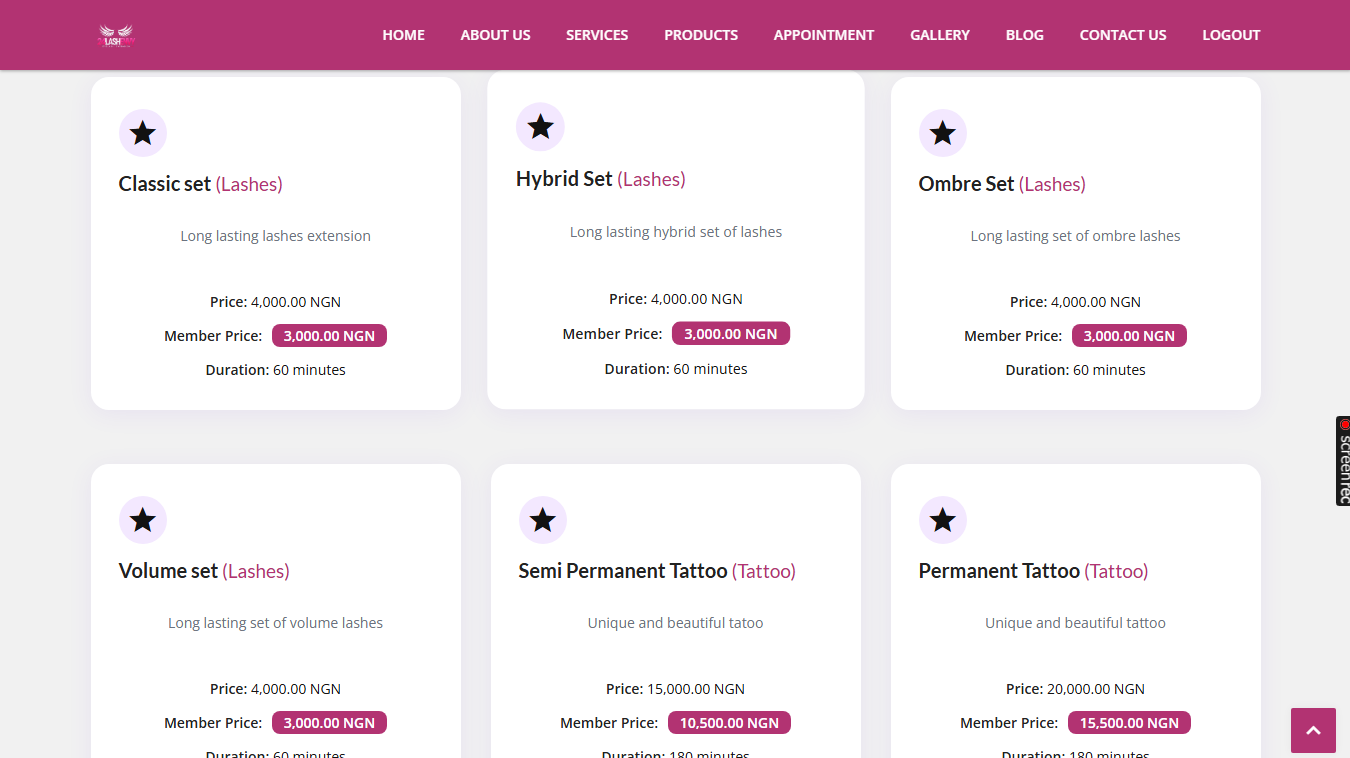 LASH
HOME ABOUT US SERVICES PRODUCTS APPOINTMENT GALLERY BLOG CONTACT US LOGOUT
Classic set (Lashes)
Long lasting lashes extension
Price: 4,000.00 NGN
Member Price: 3,000.00 NGN
Duration: 60 minutes
Hybrid Set (Lashes)
Long lasting hybrid set of lashes
Price: 4,000.00 NGN
Member Price: 3,000.00 NGN
Duration: 60 minutes
Ombre Set (Lashes)
Long lasting set of ombre lashes
Price: 4,000.00 NGN
Member Price: 3,000.00 NGN
Duration: 60 minutes
Volume set (Lashes)
Long lasting set of volume lashes
Price: 4,000.00 NGN
Member Price: 3,000.00 NGN
Duration: 60 minutes
Semi Permanent Tattoo (Tattoo)
Unique and beautiful tatoo
Price: 15,000.00 NGN
Member Price: 10,500.00 NGN
Duration: 180 minutes
Permanent Tattoo (Tattoo)
Unique and beautiful tattoo
Price: 20,000.00 NGN
Member Price: 15,500.00 NGN
Duration: 180 minutes
screenrec